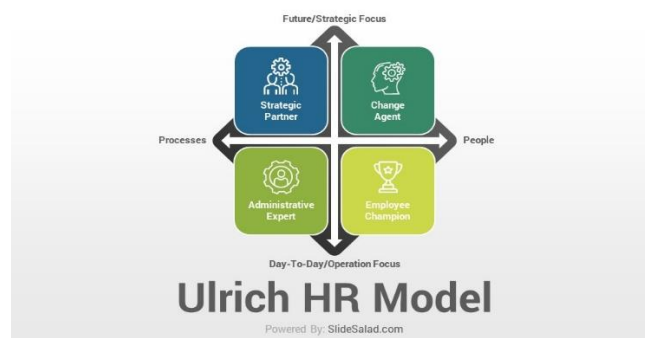 Future/Strategic Focus
Strategic
Partner
Change
Agent
Processes
People
Administrative
Expert
Employee
Champion
Day-To-Day/Operation Focus
Ulrich HR Model
Powered By: SlideSalad.com